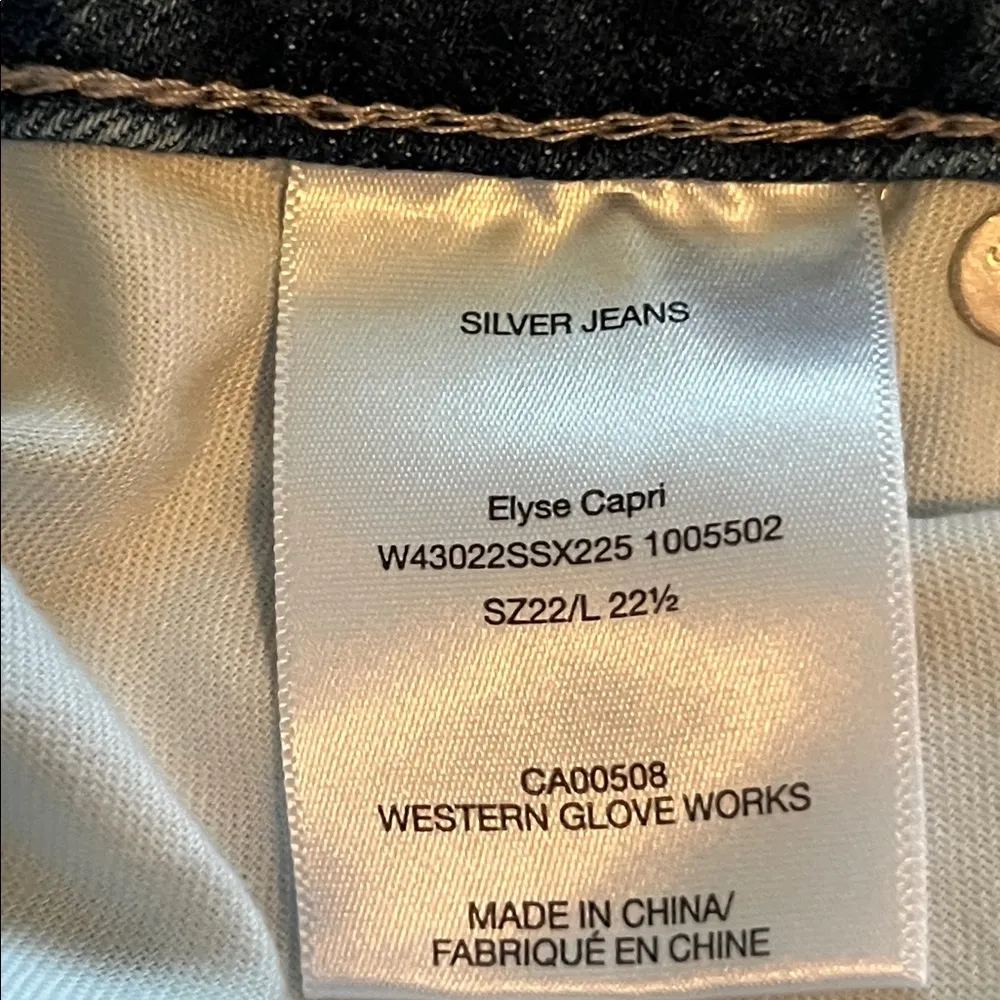 SILVER JEANS
Elyse Capri
W43022SSX225 1005502
SZ22/L 22½
CA00508
WESTERN GLOVE WORKS
MADE IN CHINA/
FABRIQUÉ EN CHINE